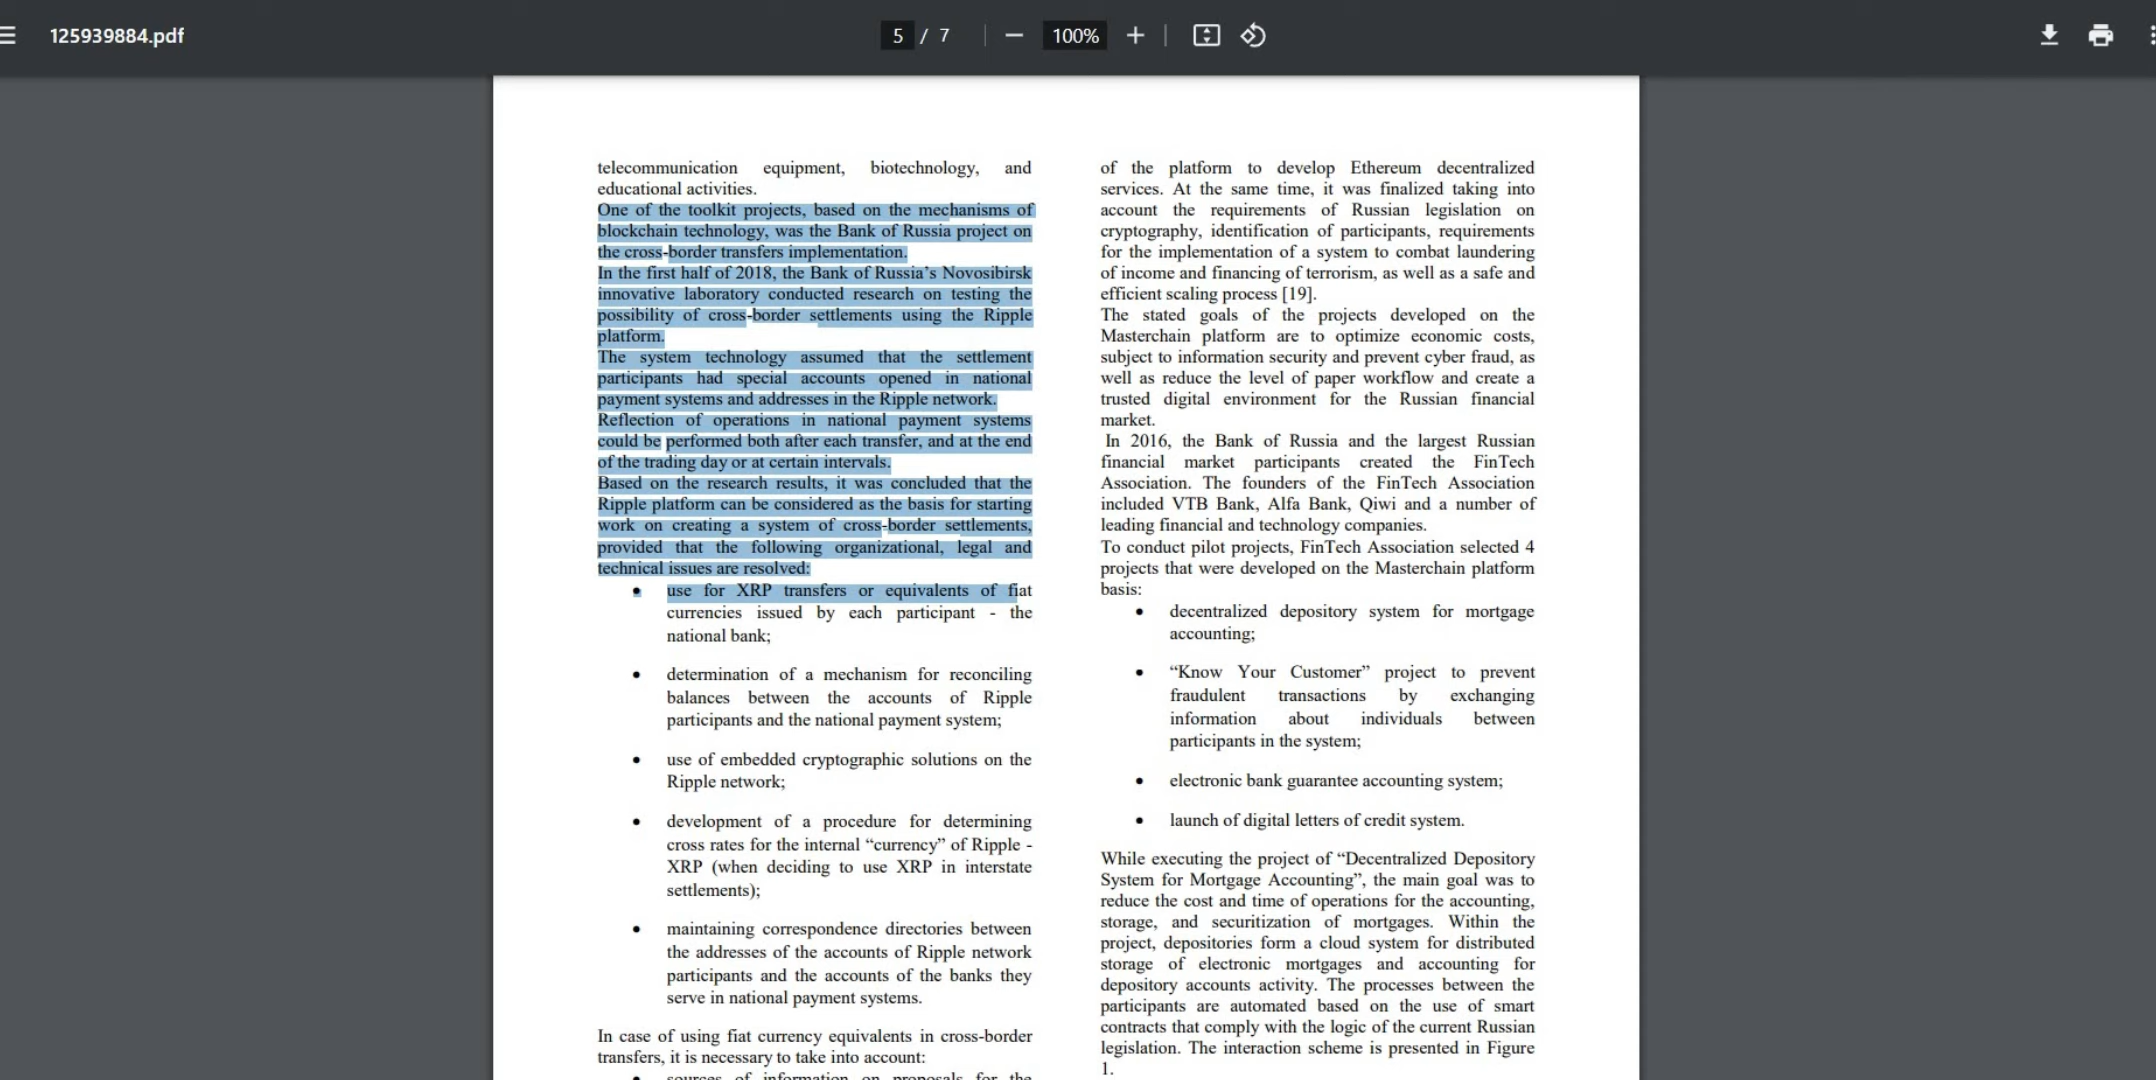 125939884.pdf
5 / 7
100%
telecommunication equipment, biotechnology, and
educational activities.
One of the toolkit projects, based on the mechanisms of
blockchain technology, was the Bank of Russia project on
the cross-border transfers implementation.
In the first half of 2018, the Bank of Russia’s Novosibirsk
innovative laboratory conducted research on testing the
possibility of cross-border settlements using the Ripple
platform.
The system technology assumed that the settlement
participants had special accounts opened in national
payment systems and addresses in the Ripple network.
Reflection of operations in national payment systems
could be performed both after each transfer, and at the end
of the trading day or at certain intervals.
Based on the research results, it was concluded that the
Ripple platform can be considered as the basis for starting
work on creating a system of cross-border settlements,
provided that the following organizational, legal and
technical issues are resolved:
• use for XRP transfers or equivalents of fiat
currencies issued by each participant - the
national bank;
• determination of a mechanism for reconciling
balances between the accounts of Ripple
participants and the national payment system;
• use of embedded cryptographic solutions on the
Ripple network;
• development of a procedure for determining
cross rates for the internal “currency” of Ripple -
XRP (when deciding to use XRP in interstate
settlements);
• maintaining correspondence directories between
the addresses of the accounts of Ripple network
participants and the accounts of the banks they
serve in national payment systems.
In case of using fiat currency equivalents in cross-border
transfers, it is necessary to take into account:
• sources of information on proposals for the
of the platform to develop Ethereum decentralized
services. At the same time, it was finalized taking into
account the requirements of Russian legislation on
cryptography, identification of participants, requirements
for the implementation of a system to combat laundering
of income and financing of terrorism, as well as a safe and
efficient scaling process [19].
The stated goals of the projects developed on the
Masterchain platform are to optimize economic costs,
subject to information security and prevent cyber fraud, as
well as reduce the level of paper workflow and create a
trusted digital environment for the Russian financial
market.
In 2016, the Bank of Russia and the largest Russian
financial market participants created the FinTech
Association. The founders of the FinTech Association
included VTB Bank, Alfa Bank, Qiwi and a number of
leading financial and technology companies.
To conduct pilot projects, FinTech Association selected 4
projects that were developed on the Masterchain platform
basis:
• decentralized depository system for mortgage
accounting;
• “Know Your Customer” project to prevent
fraudulent transactions by exchanging
information about individuals between
participants in the system;
• electronic bank guarantee accounting system;
• launch of digital letters of credit system.
While executing the project of “Decentralized Depository
System for Mortgage Accounting”, the main goal was to
reduce the cost and time of operations for the accounting,
storage, and securitization of mortgages. Within the
project, depositories form a cloud system for distributed
storage of electronic mortgages and accounting for
depository accounts activity. The processes between the
participants are automated based on the use of smart
contracts that comply with the logic of the current Russian
legislation. The interaction scheme is presented in Figure
1.